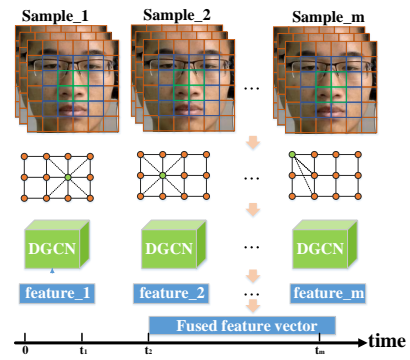 Sample_1 Sample_2 Sample_m
...
...
DGCN DGCN ... DGCN
feature_1 feature_2 ... feature_m
Fused feature vector
time
0 t1 t2 tm